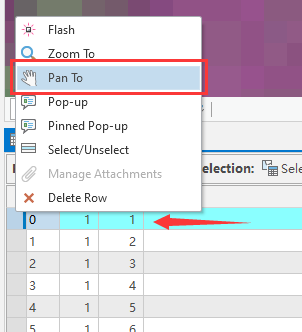 Flash
Zoom To
Pan To
Pop-up
Pinned Pop-up
Select/Unselect
Manage Attachments
Delete Row
election: Sele
0 1 1
1 1 2
2 1 3
3 1 4
4 1 5
5 1 6